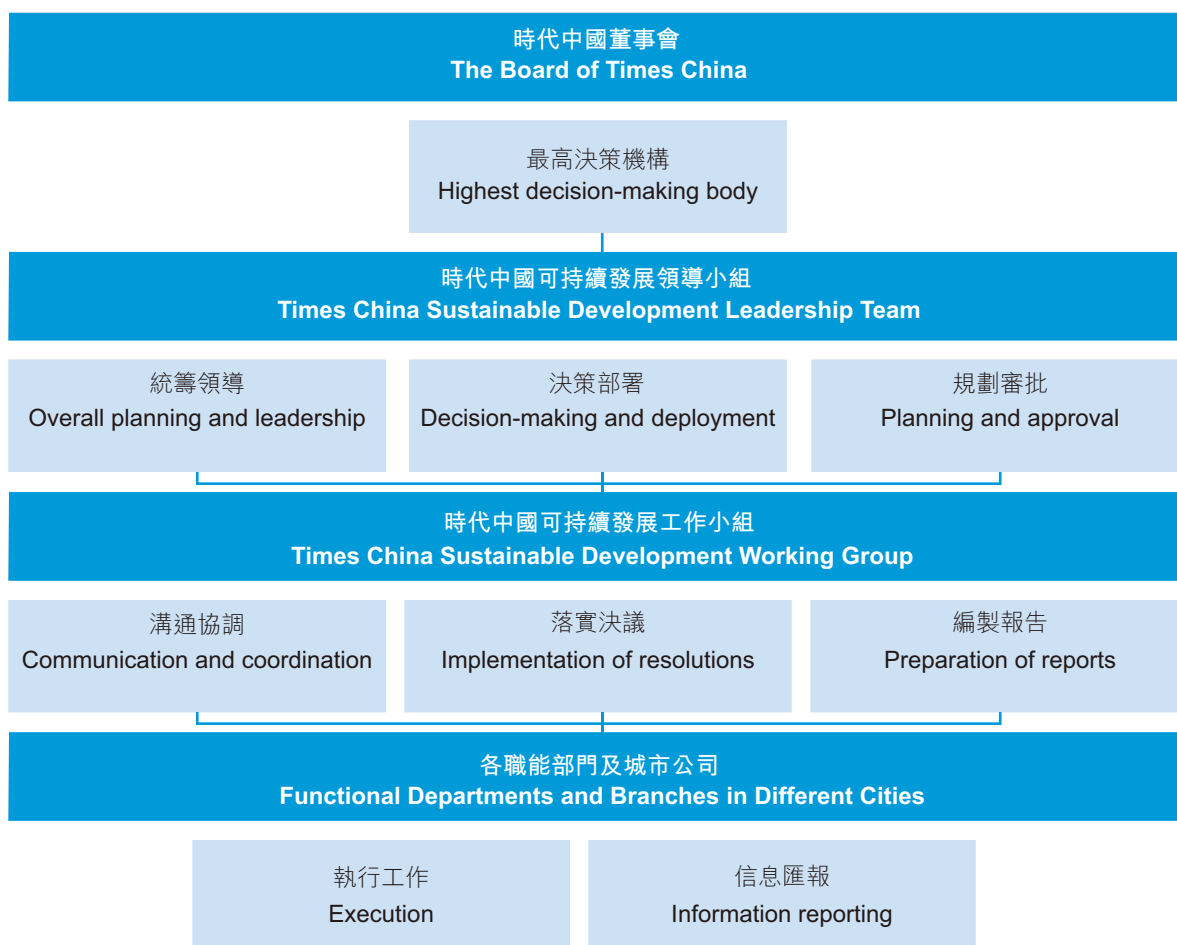 時代中國董事會
The Board of Times China
最高決策機構
Highest decision-making body
時代中國可持續發展領導小組
Times China Sustainable Development Leadership Team
統籌領導
Overall planning and leadership
決策部署
Decision-making and deployment
規劃審批
Planning and approval
時代中國可持續發展工作小組
Times China Sustainable Development Working Group
溝通協調
Communication and coordination
落實決議
Implementation of resolutions
編製報告
Preparation of reports
各職能部門及城市公司
Functional Departments and Branches in Different Cities
執行工作
Execution
信息匯報
Information reporting